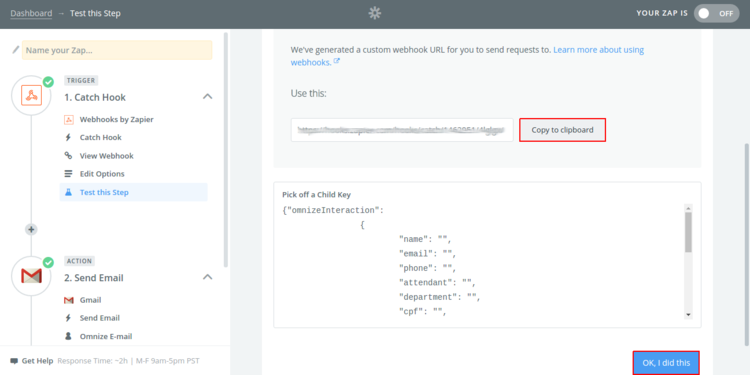 Dashboard → Test this Step
YOUR ZAP IS OFF
Name your Zap...
TRIGGER
1. Catch Hook
Webhooks by Zapier
Catch Hook
View Webhook
Edit Options
Test this Step
ACTION
2. Send Email
Gmail
Send Email
Omnize E-mail
Get Help Response Time: ~2h | M-F 9am-5pm PST
We've generated a custom webhook URL for you to send requests to. Learn more about using
webhooks.
Use this:
Copy to clipboard
Pick off a Child Key
{"omnizeInteraction":
{
"name": "",
"email": "",
"phone": "",
"attendant": "",
"department": "",
"cpf": "",
OK, I did this